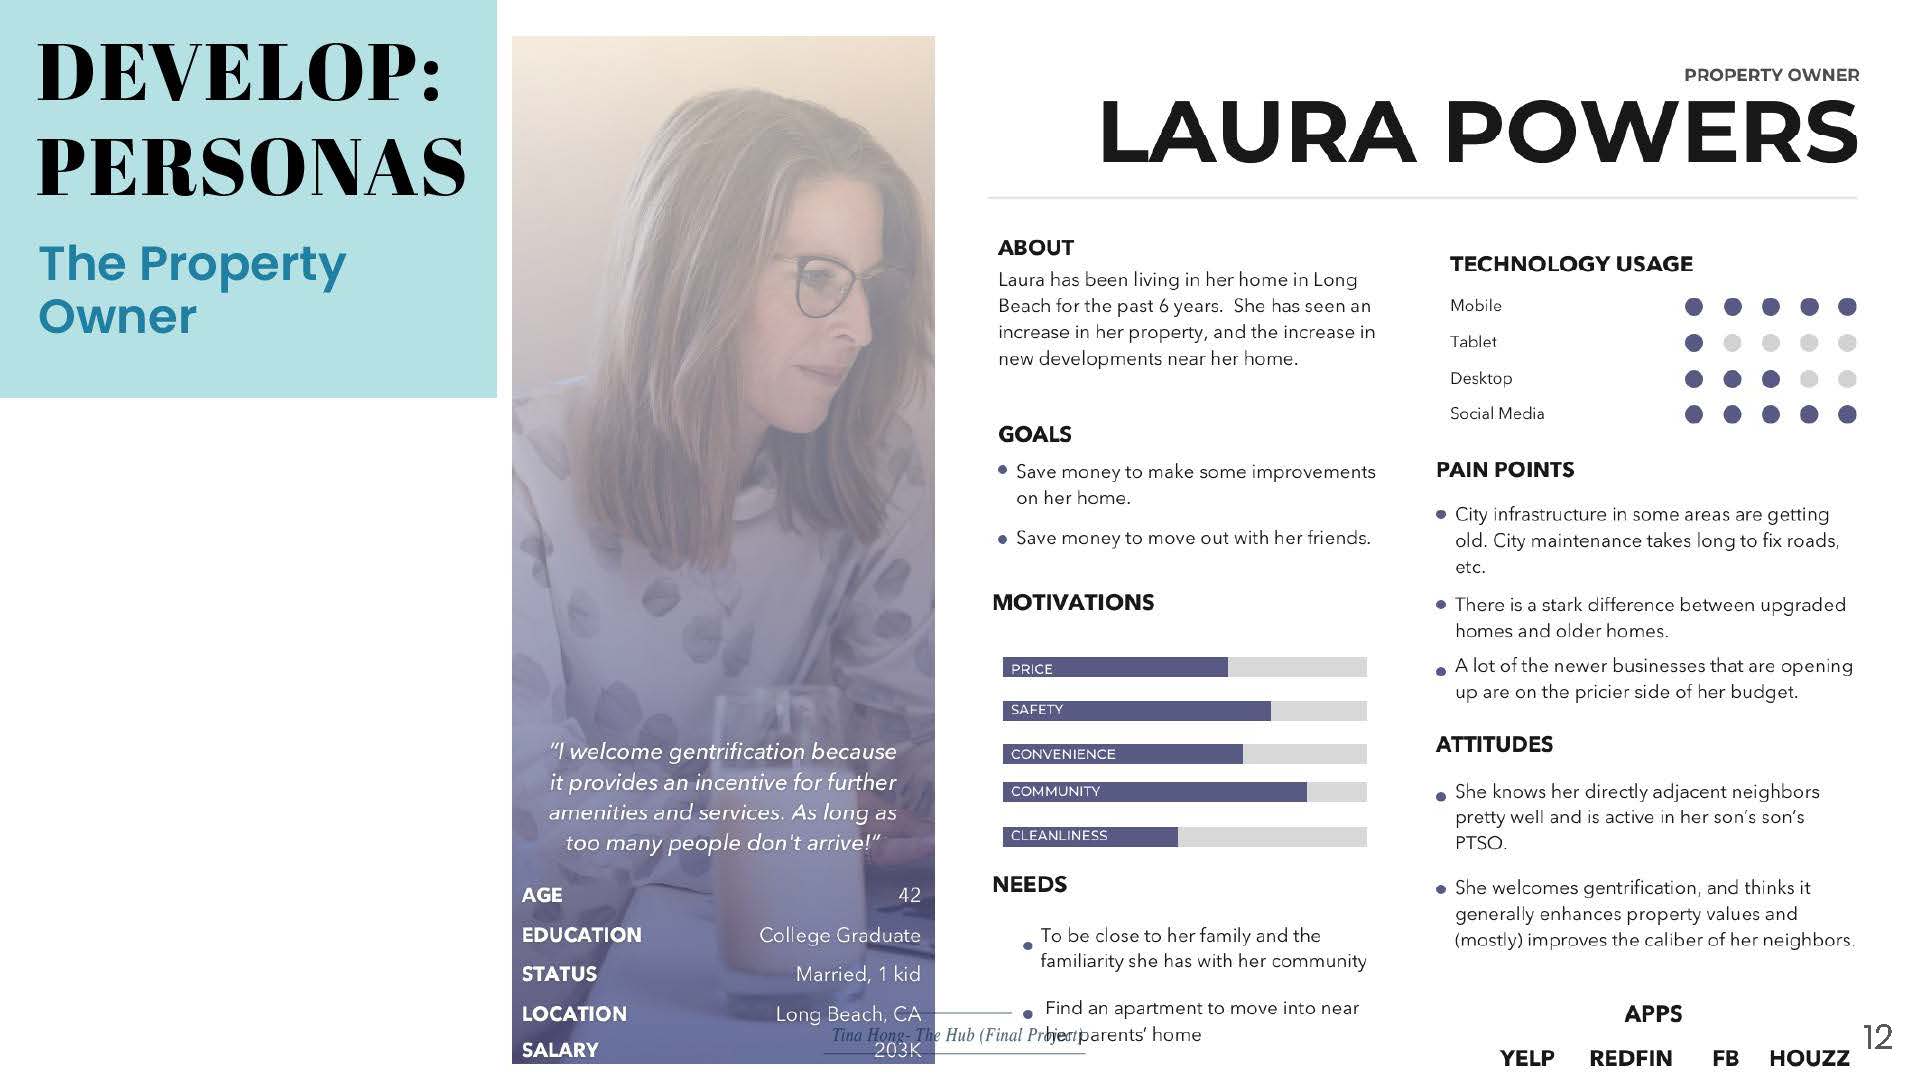 DEVELOP:
PERSONAS
The Property
Owner
"I welcome gentrification because
it provides an incentive for further
amenities and services. As long as
too many people don't arrive!"
AGE 42
EDUCATION College Graduate
STATUS Married, 1 kid
LOCATION Long Beach, CA
SALARY 203K
PROPERTY OWNER
LAURA POWERS
ABOUT
Laura has been living in her home in Long
Beach for the past 6 years. She has seen an
increase in her property, and the increase in
new developments near her home.
GOALS
Save money to make some improvements
on her home.
Save money to move out with her friends.
MOTIVATIONS
PRICE
SAFETY
CONVENIENCE
COMMUNITY
CLEANLINESS
NEEDS
To be close to her family and the
familiarity she has with her community
Find an apartment to move into near
her parents’ home
TECHNOLOGY USAGE
Mobile
Tablet
Desktop
Social Media
PAIN POINTS
City infrastructure in some areas are getting
old. City maintenance takes long to fix roads,
etc.
There is a stark difference between upgraded
homes and older homes.
A lot of the newer businesses that are opening
up are on the pricier side of her budget.
ATTITUDES
She knows her directly adjacent neighbors
pretty well and is active in her son’s son’s
PTSO.
She welcomes gentrification, and thinks it
generally enhances property values and
(mostly) improves the caliber of her neighbors.
APPS
YELP REDFIN FB HOUZZ
Tina Hong- The Hub (Final Project)
12